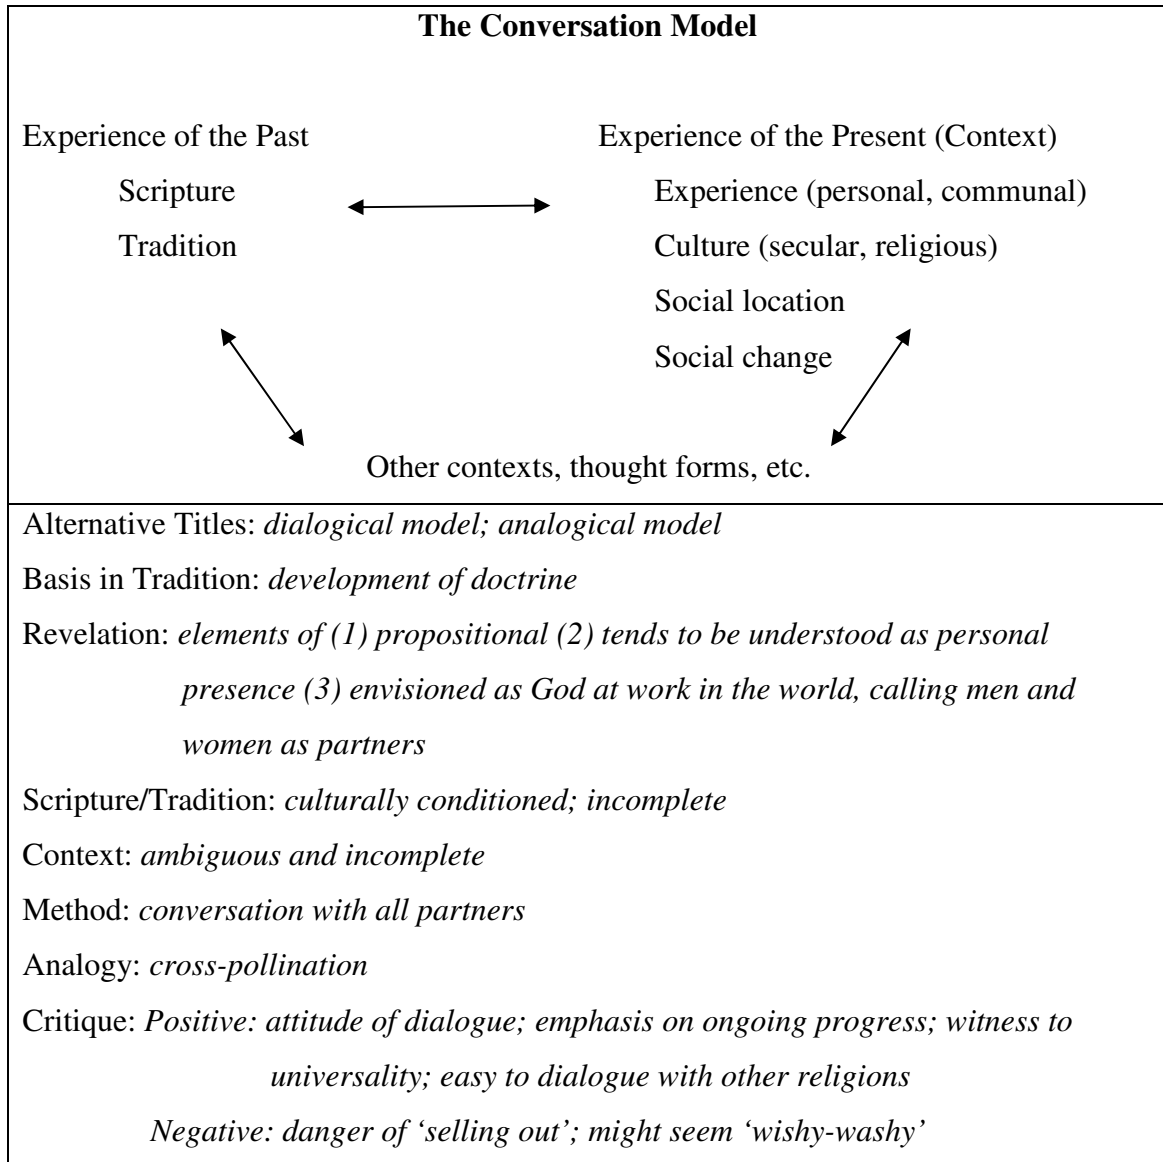 The Conversation Model
Experience of the Past
Experience of the Present (Context)
Scripture
Experience (personal, communal)
Tradition
Culture (secular, religious)
Social location
Social change
Other contexts, thought forms, etc.
Alternative Titles: dialogical model; analogical model
Basis in Tradition: development of doctrine
Revelation: elements of (1) propositional (2) tends to be understood as personal
presence (3) envisioned as God at work in the world, calling men and
women as partners
Scripture/Tradition: culturally conditioned; incomplete
Context: ambiguous and incomplete
Method: conversation with all partners
Analogy: cross-pollination
Critique: Positive: attitude of dialogue; emphasis on ongoing progress; witness to
universality; easy to dialogue with other religions
Negative: danger of ‘selling out’; might seem ‘wishy-washy’